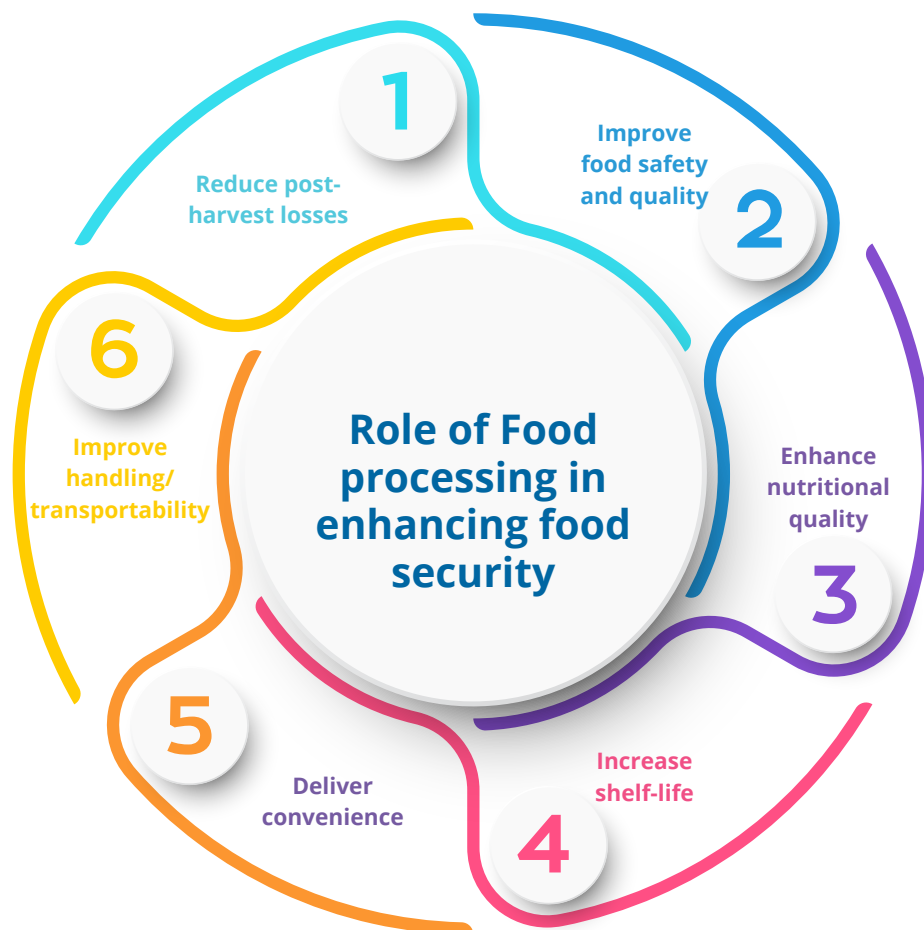 Role of Food
processing in
enhancing food
security
1
Reduce post-
harvest losses
2
Improve
food safety
and quality
3
Enhance
nutritional
quality
4
Increase
shelf-life
5
Deliver
convenience
6
Improve
handling/
transportability